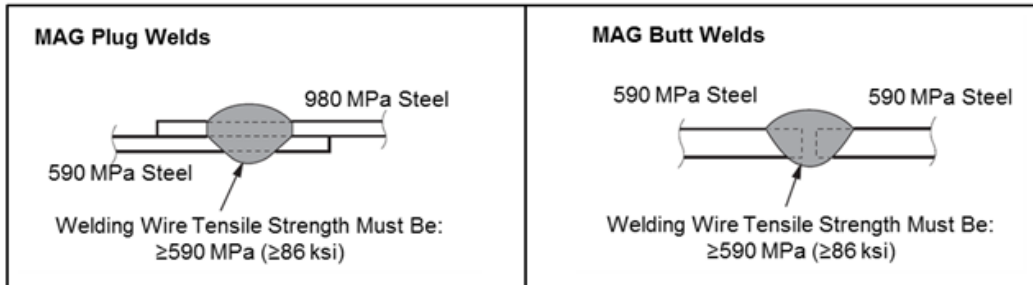 MAG Plug Welds
980 MPa Steel
590 MPa Steel
Welding Wire Tensile Strength Must Be:
≥590 MPa (≥86 ksi)
MAG Butt Welds
590 MPa Steel
590 MPa Steel
Welding Wire Tensile Strength Must Be:
≥590 MPa (≥86 ksi)